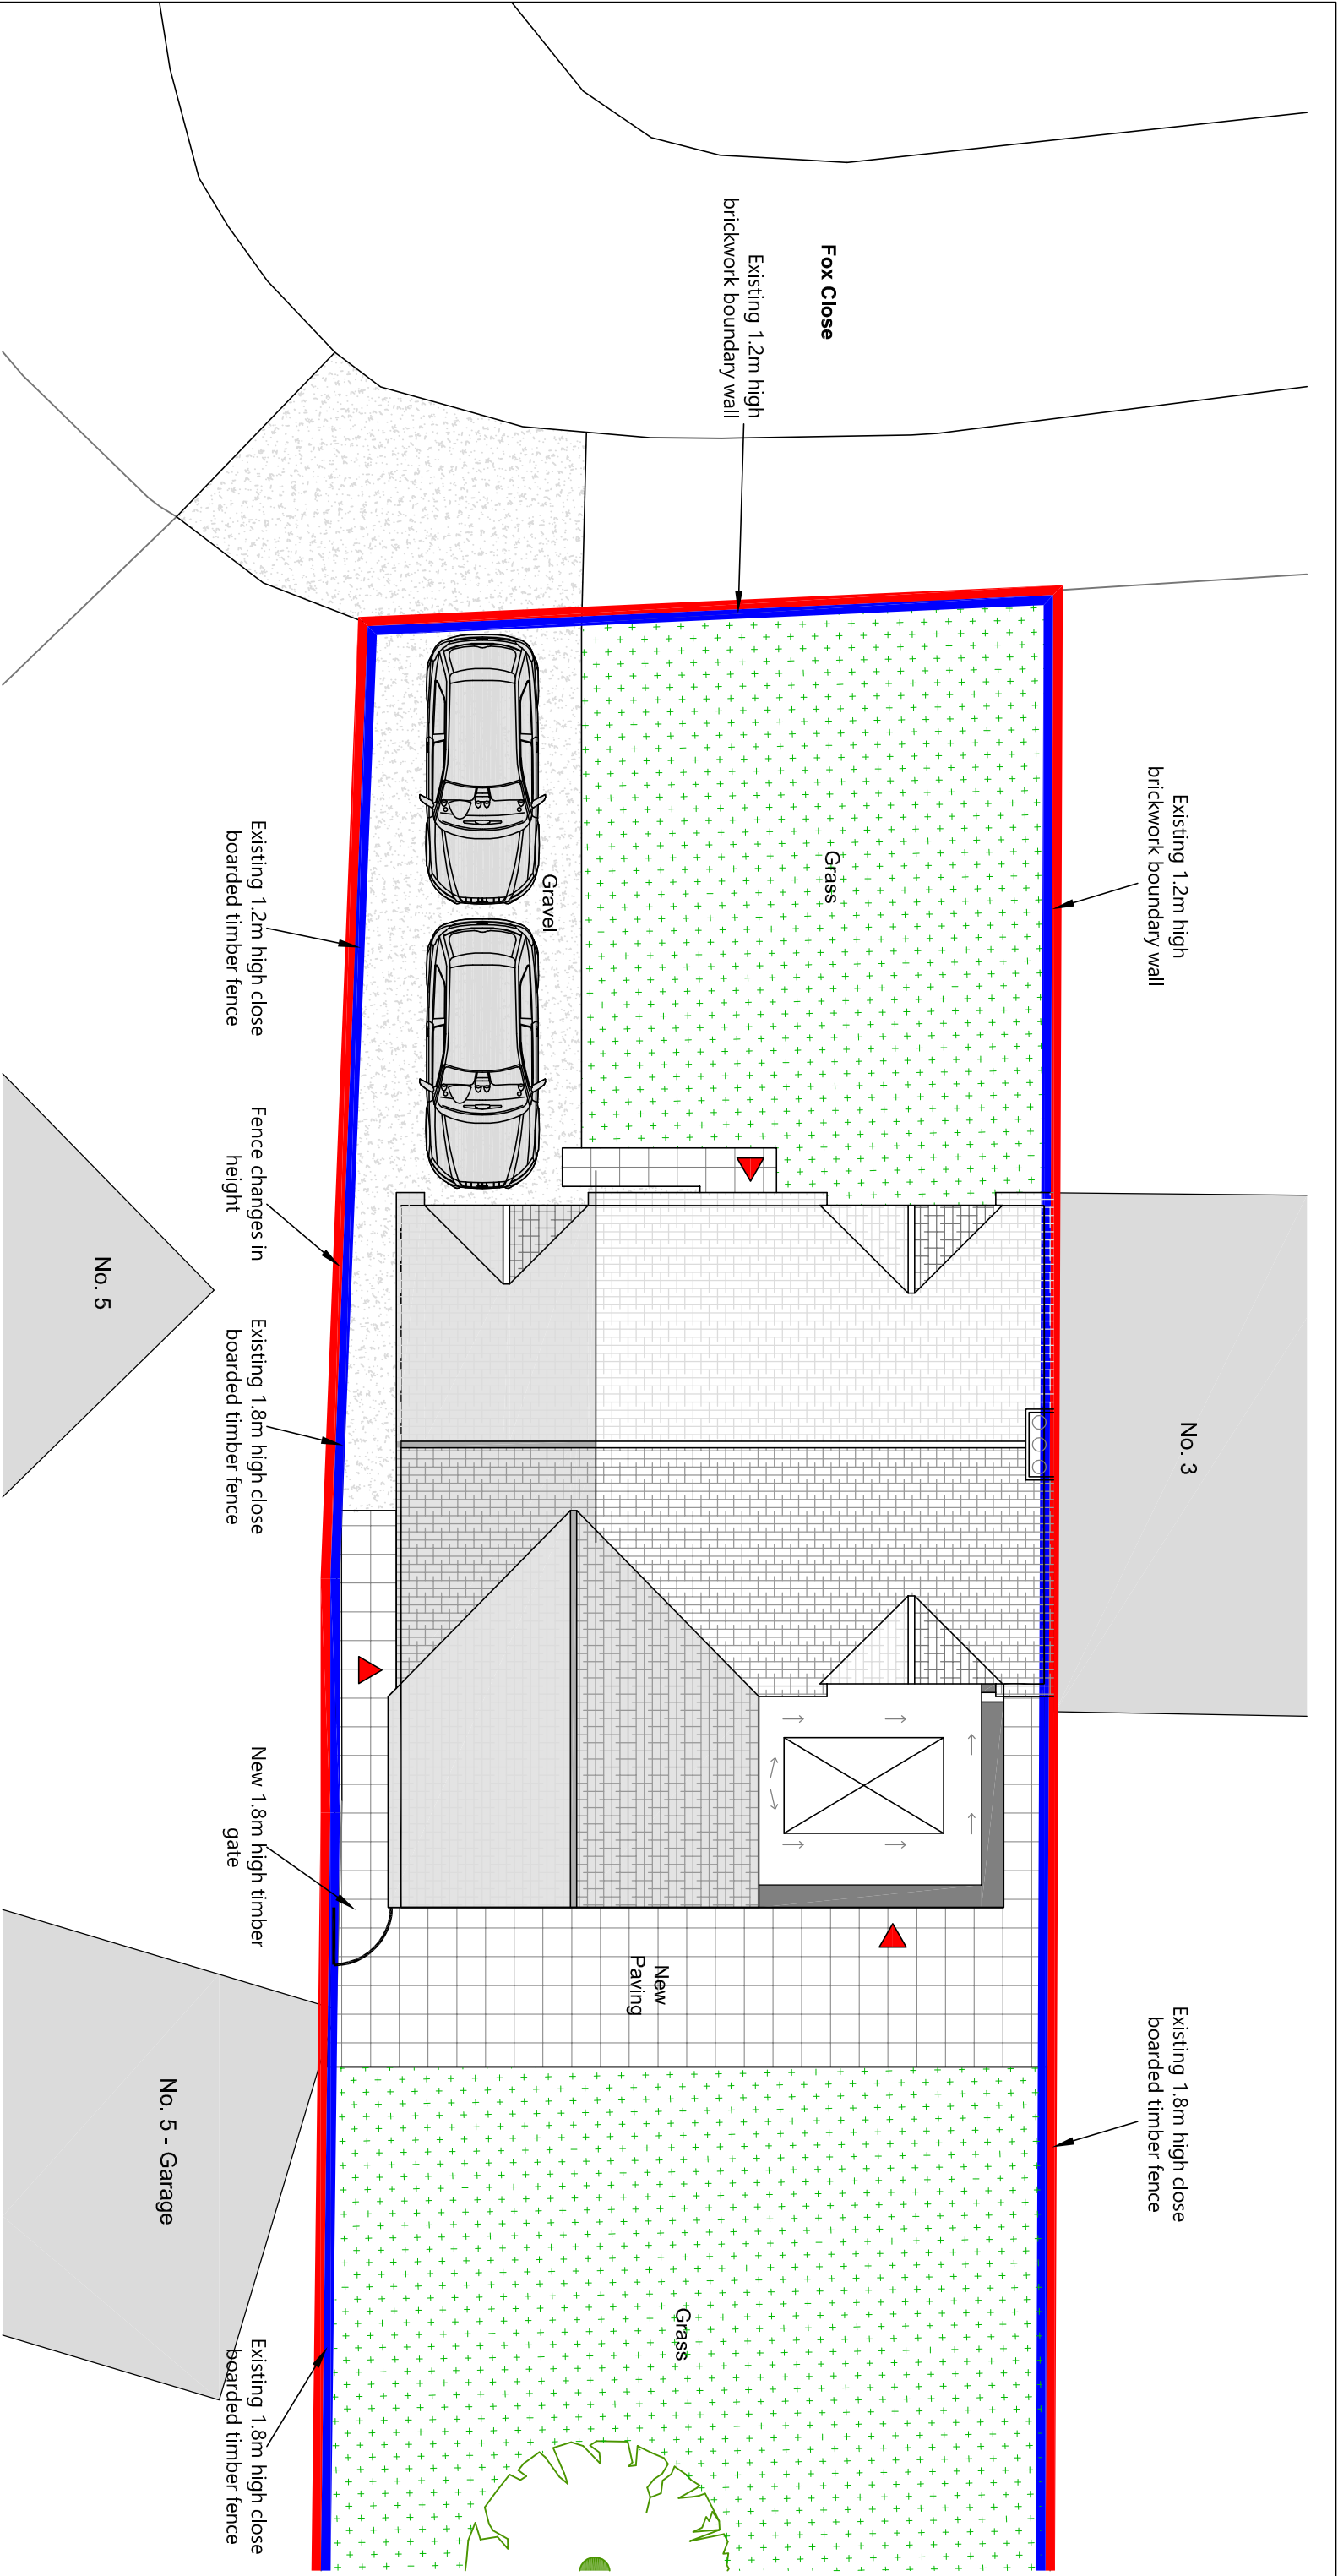 Fox Close
Existing 1.2m high
brickwork boundary wall
Existing 1.2m high
brickwork boundary wall
Grass
Gravel
Existing 1.2m high close
boarded timber fence
Fence changes in
height
No. 5
Existing 1.8m high close
boarded timber fence
No. 3
New 1.8m high timber
gate
New
Paving
Existing 1.8m high close
boarded timber fence
No. 5 - Garage
Grass
Existing 1.8m high close
boarded timber fence